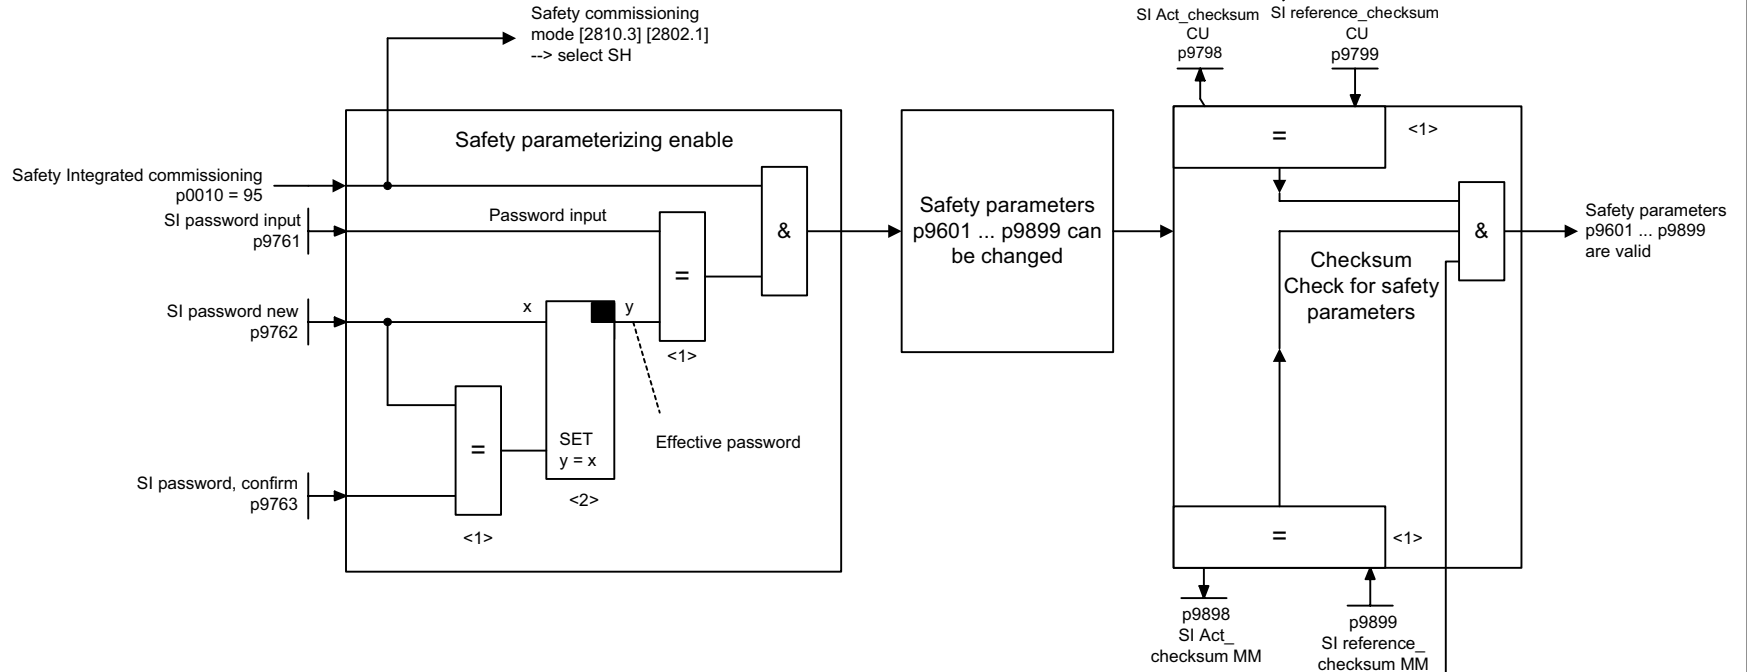 Safety commissioning
mode [2810.3] [2802.1]
--> select SH
SI Act_checksum
CU
p9798
SI reference_checksum
CU
p9799
Safety parameterizing enable
Safety Integrated commissioning
p0010 = 95
SI password input
p9761
Password input
&
=
<1>
SI password new
p9762
x
y
SET
y = x
<2>
Effective password
=
<1>
SI password, confirm
p9763
Safety parameters
p9601 ... p9899 can
be changed
=
<1>
&
Checksum
Check for safety
parameters
Safety parameters
p9601 ... p9899
are valid
=
<1>
p9898
SI Act_
checksum MM
p9899
SI reference_
checksum MM